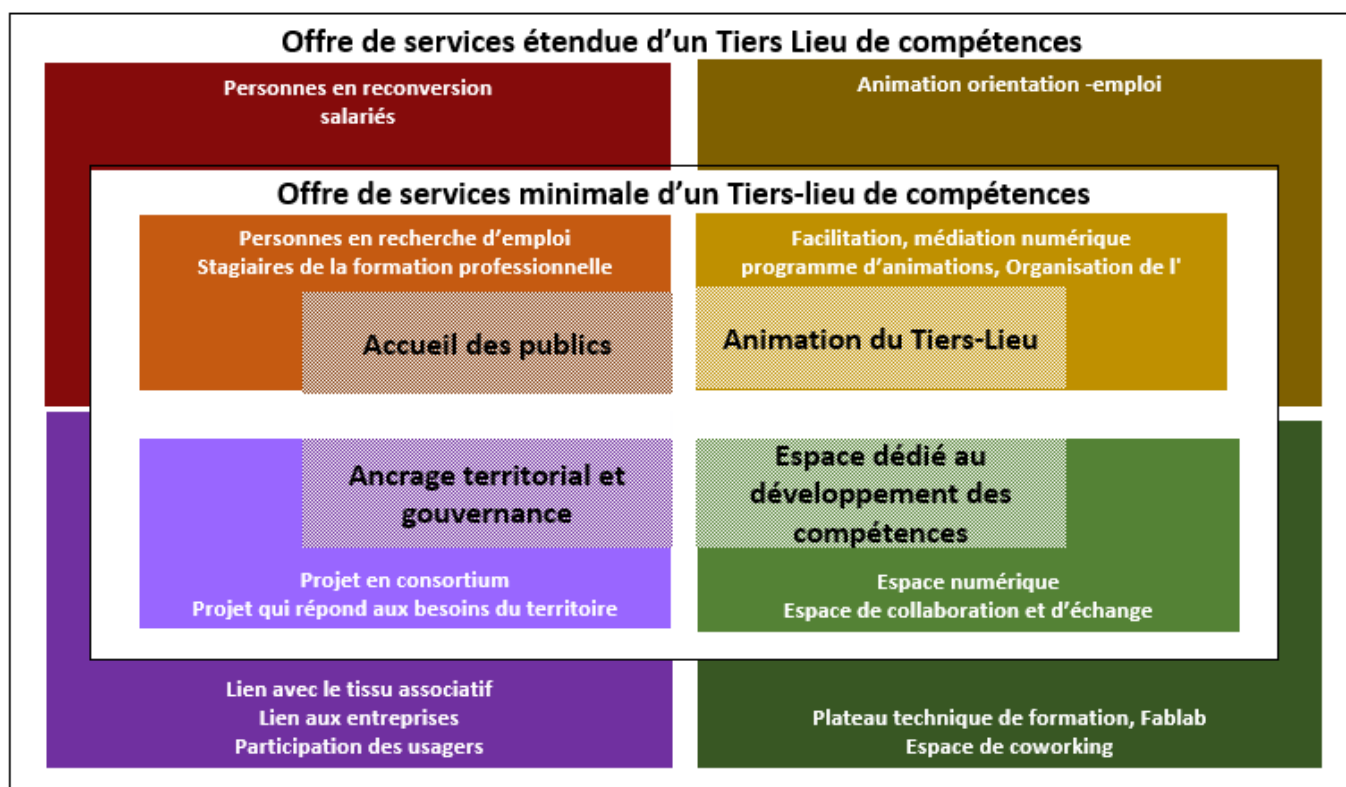 Offre de services étendue d’un Tiers Lieu de compétences
Personnes en reconversion
salariés
Animation orientation -emploi
Offre de services minimale d’un Tiers-lieu de compétences
Personnes en recherche d’emploi
Stagiaires de la formation professionnelle
Accueil des publics
Facilitation, médiation numérique
programme d’animations, Organisation de l'
Animation du Tiers-Lieu
Ancrage territorial et
gouvernance
Projet en consortium
Projet qui répond aux besoins du territoire
Espace dédié au
développement des
compétences
Espace numérique
Espace de collaboration et d’échange
Lien avec le tissu associatif
Lien aux entreprises
Participation des usagers
Plateau technique de formation, Fablab
Espace de coworking